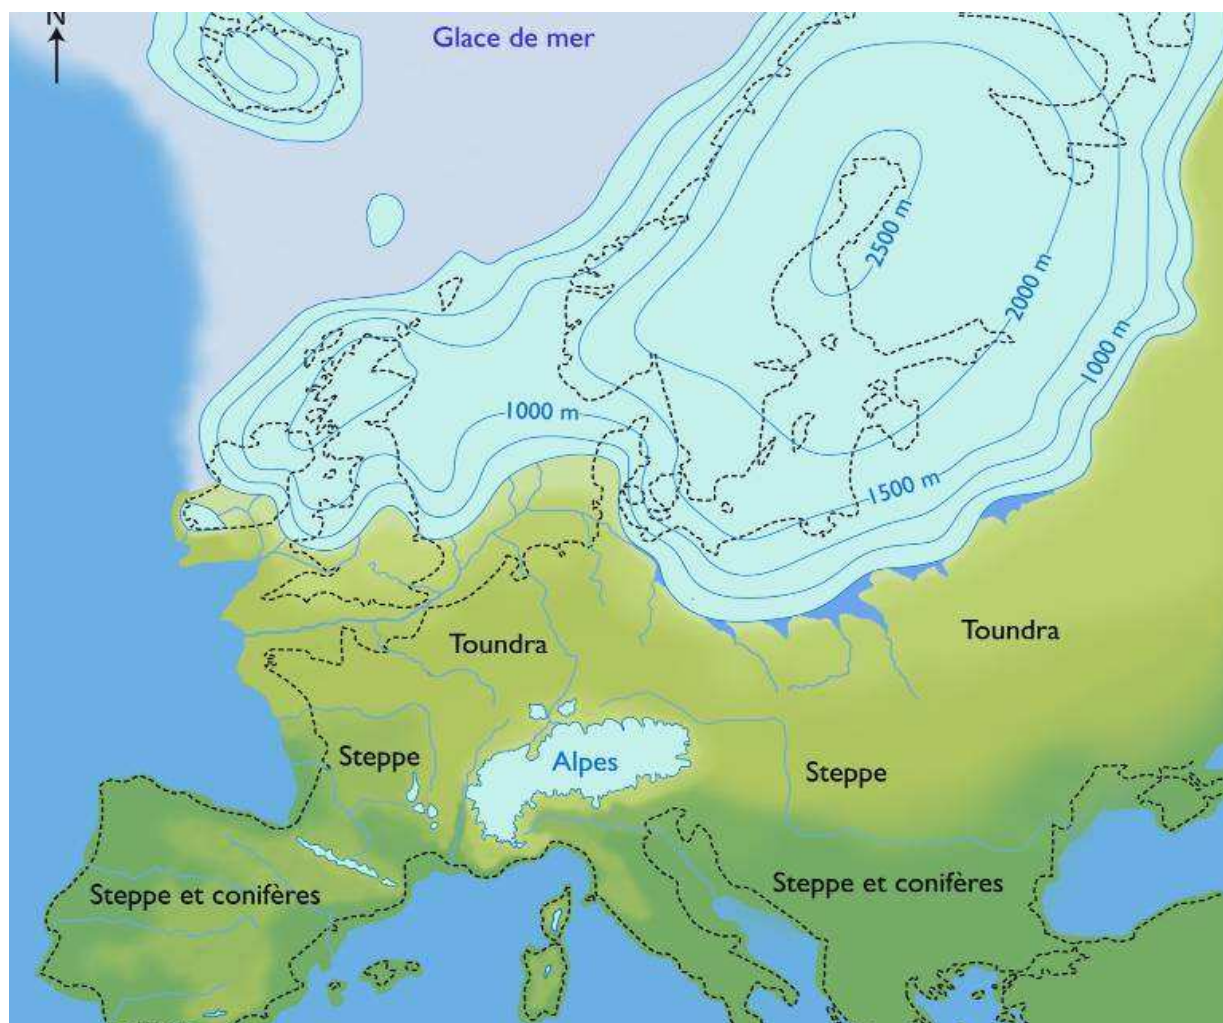 N
Glace de mer
2500 m
2000 m
1000 m
1000 m
1500 m
Toundra
Toundra
Steppe
Alpes
Steppe
Steppe et conifères
Steppe et conifères